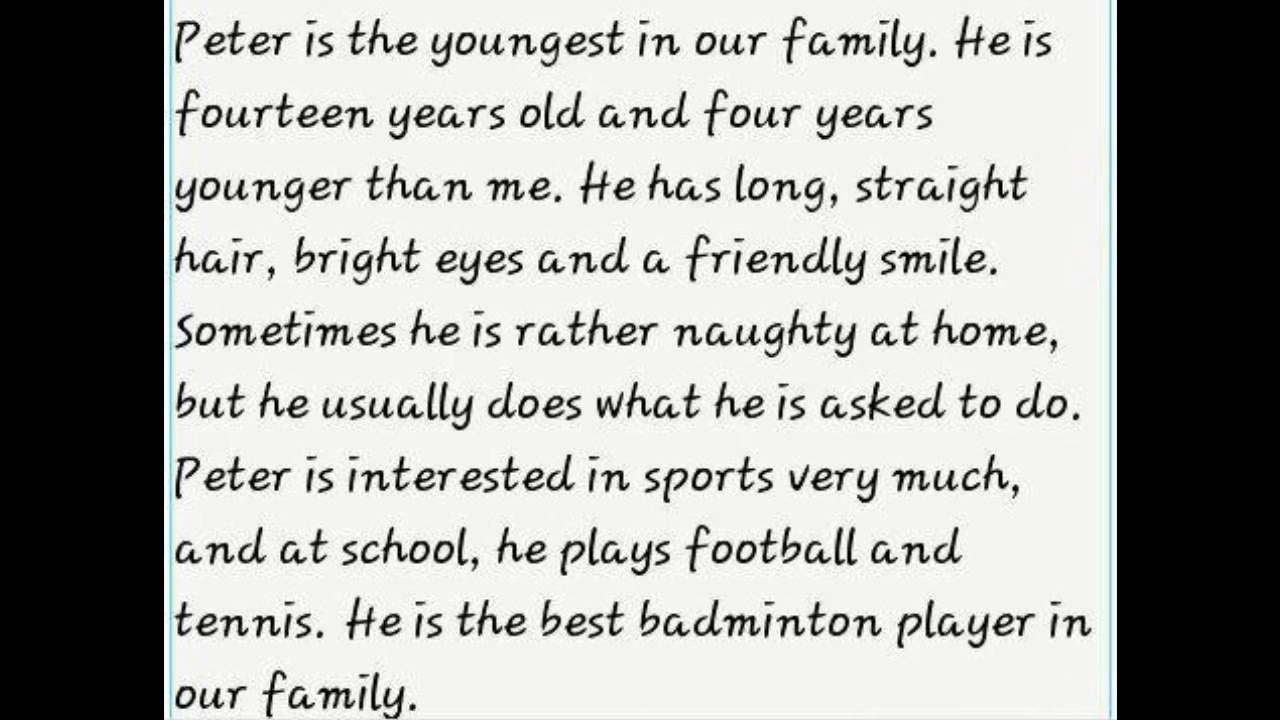 Peter is the youngest in our family. He is
fourteen years old and four years
younger than me. He has long, straight
hair, bright eyes and a friendly smile.
Sometimes he is rather naughty at home,
but he usually does what he is asked to do.
Peter is interested in sports very much,
and at school, he plays football and
tennis. He is the best badminton player in
our family.